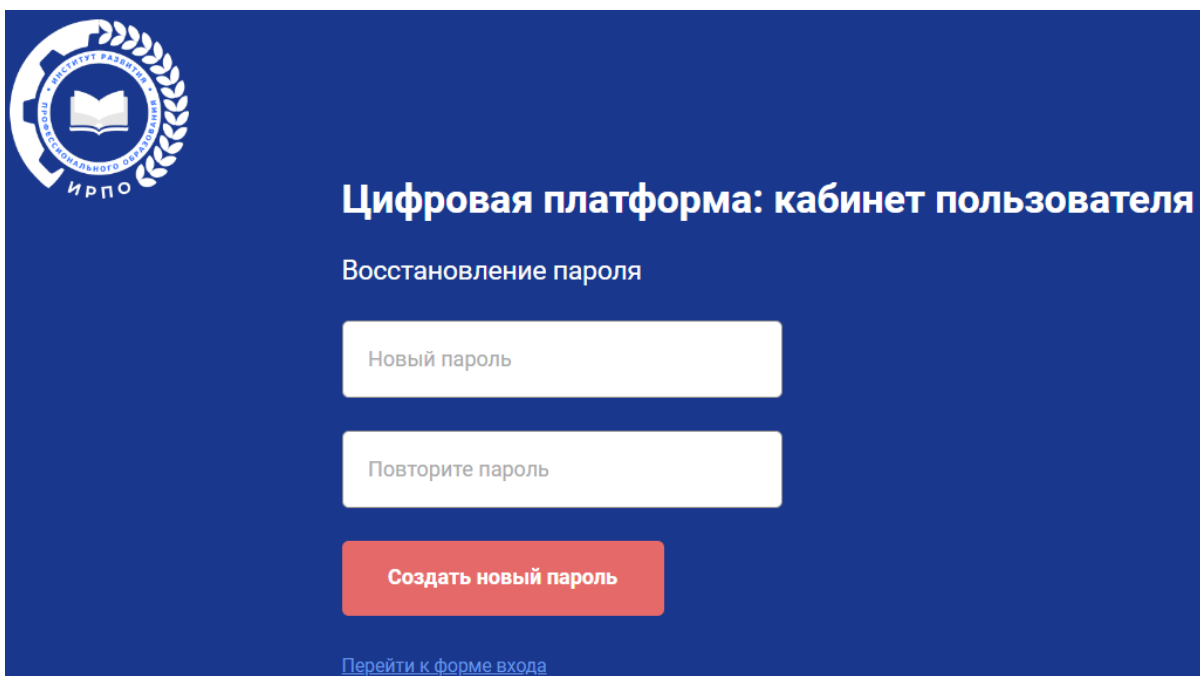 • ИНСТИТУТ РАЗВИТИЯ •
ПРОФЕССИОНАЛЬНОГО ОБРАЗОВАНИЯ
ИРПО
Цифровая платформа: кабинет пользователя
Восстановление пароля
Новый пароль
Повторите пароль
Создать новый пароль
Перейти к форме входа